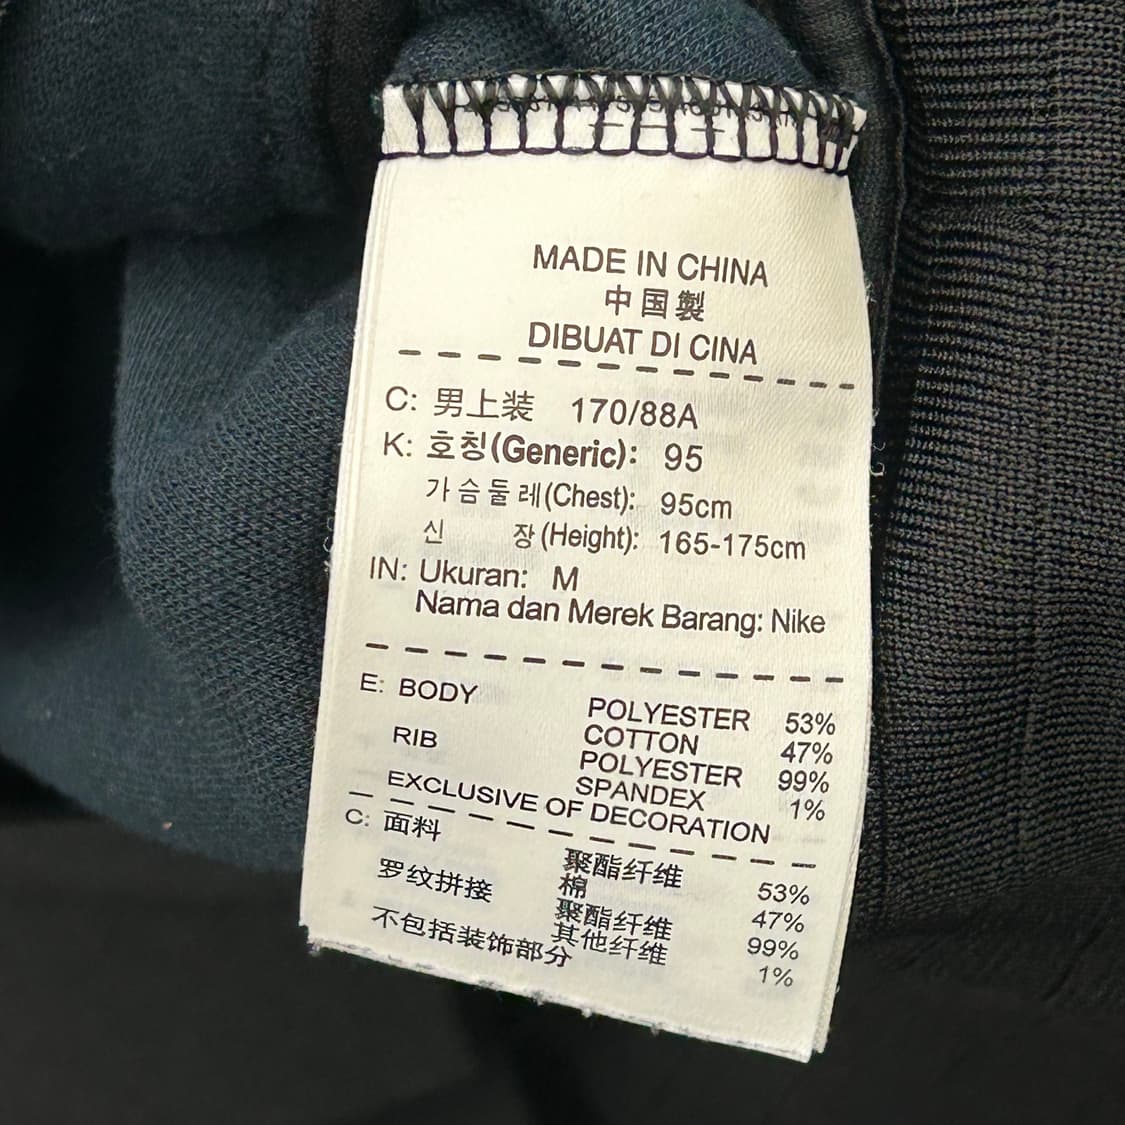 MADE IN CHINA
中国製
DIBUAT DI CINA
C: 男上装 170/88A
K: 호칭(Generic): 95
가슴둘레(Chest): 95cm
신 장(Height): 165-175cm
IN: Ukuran: M
Nama dan Merek Barang: Nike
E: BODY POLYESTER 53%
COTTON 47%
RIB POLYESTER 99%
SPANDEX 1%
EXCLUSIVE OF DECORATION
C: 面料 聚酯纤维 53%
棉 47%
罗纹拼接 聚酯纤维 99%
其他纤维 1%
不包括装饰部分